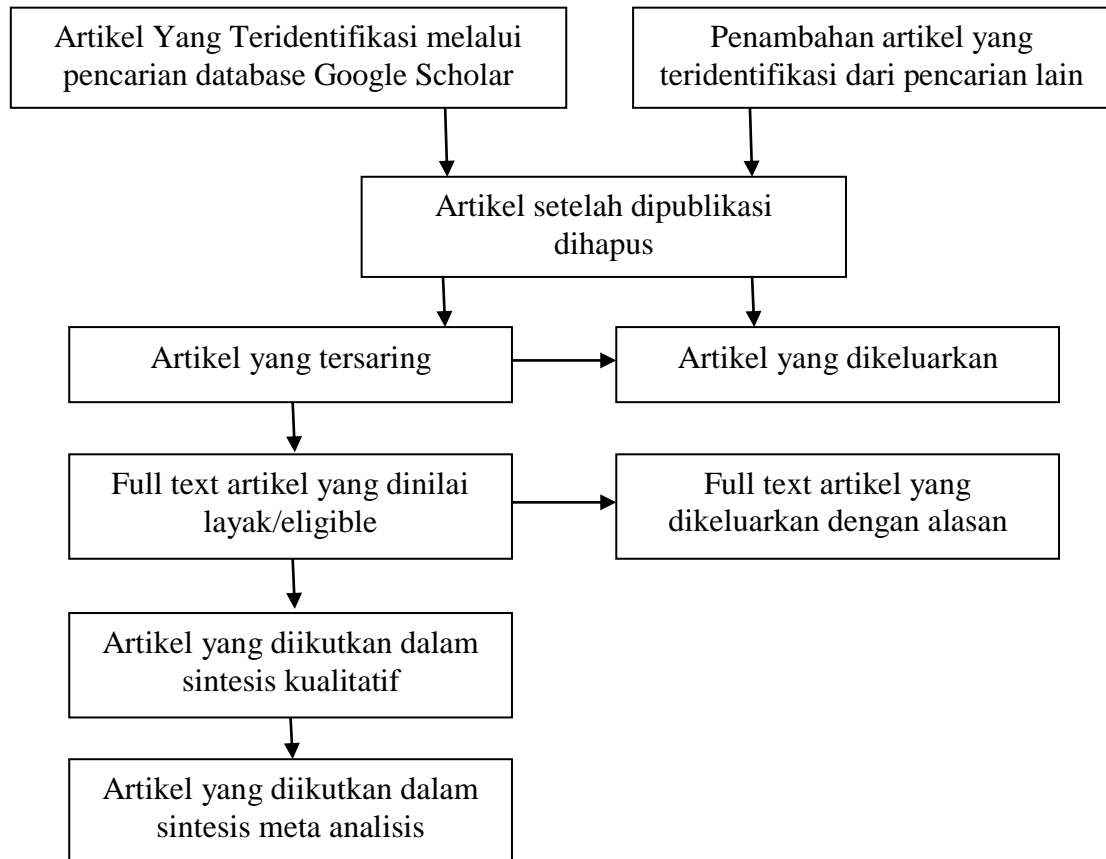 Artikel Yang Teridentifikasi melalui
pencarian database Google Scholar
Penambahan artikel yang
teridentifikasi dari pencarian lain
Artikel setelah dipublikasi
dihapus
Artikel yang tersaring
Artikel yang dikeluarkan
Full text artikel yang dinilai
layak/eligible
Full text artikel yang
dikeluarkan dengan alasan
Artikel yang diikutkan dalam
sintesis kualitatif
Artikel yang diikutkan dalam
sintesis meta analisis